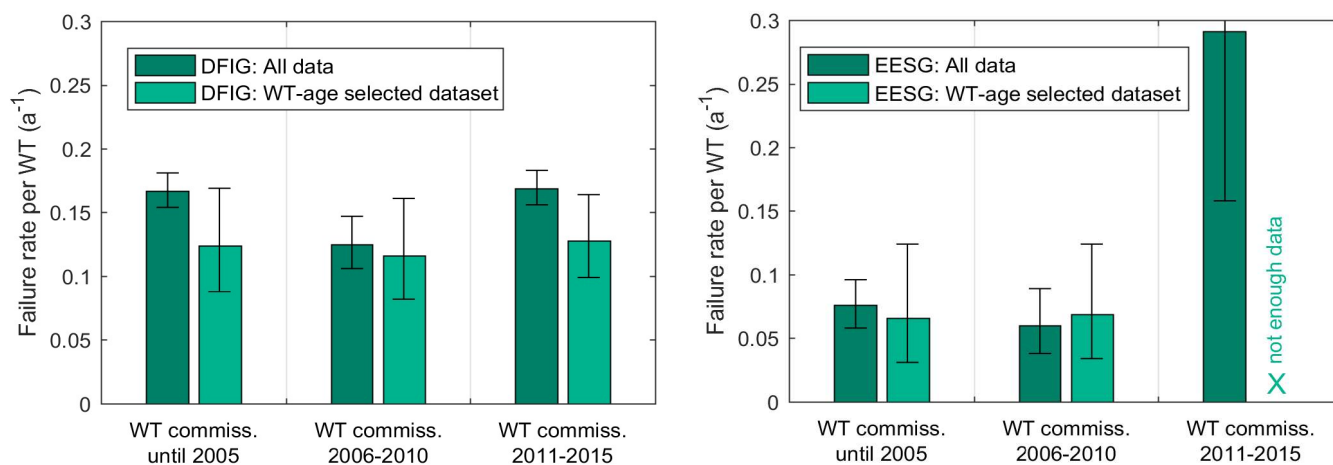 0.3
0.25
0.2
0.15
0.1
0.05
0
Failure rate per WT (a⁻¹)
DFIG: All data
DFIG: WT-age selected dataset
WT commiss.
until 2005
WT commiss.
2006-2010
WT commiss.
2011-2015
0.3
0.25
0.2
0.15
0.1
0.05
0
Failure rate per WT (a⁻¹)
EESG: All data
EESG: WT-age selected dataset
X not enough data
WT commiss.
until 2005
WT commiss.
2006-2010
WT commiss.
2011-2015